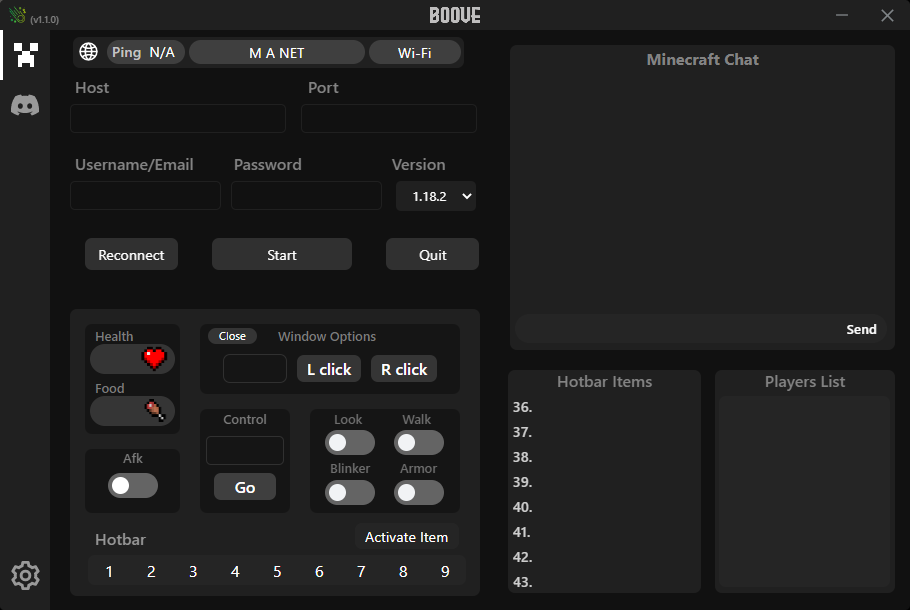 (v1.1.0)
BOOVE
Ping N/A
M A NET
Wi-Fi
Host
Port
Username/Email
Password
Version
1.18.2
Reconnect
Start
Quit
Health
Food
Close
Window Options
L click
R click
Afk
Control
Go
Look
Walk
Blinker
Armor
Hotbar
Activate Item
1 2 3 4 5 6 7 8 9
Minecraft Chat
Send
Hotbar Items
36.
37.
38.
39.
40.
41.
42.
43.
Players List